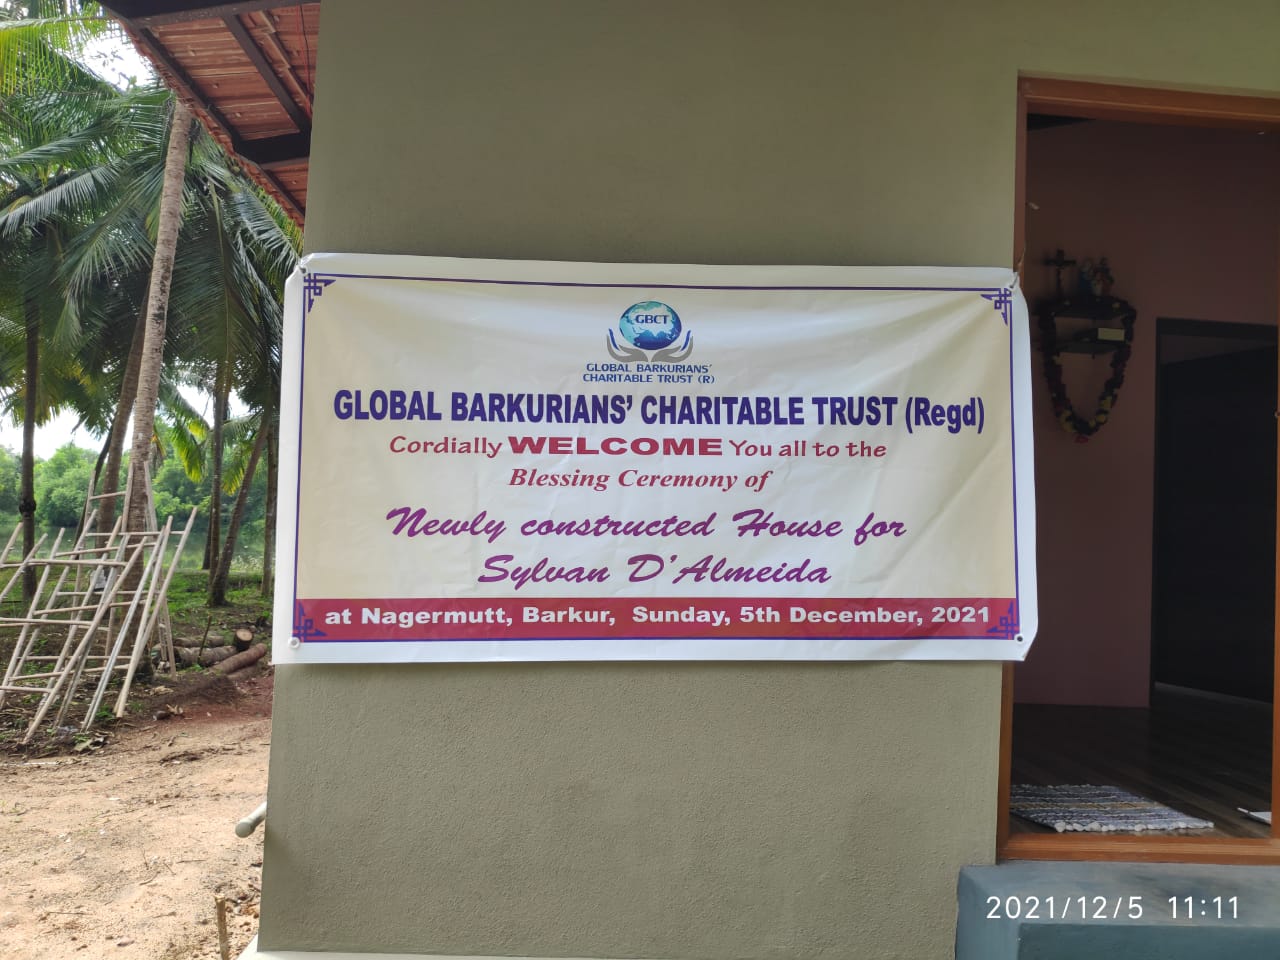 GBCT
GLOBAL BARKURIANS'
CHARITABLE TRUST (R)
GLOBAL BARKURIANS' CHARITABLE TRUST (Regd)
Cordially WELCOME You all to the
Blessing Ceremony of
Newly constructed House for
Sylvan D'Almeida
at Nagermutt, Barkur, Sunday, 5th December, 2021
2021/12/5 11:11